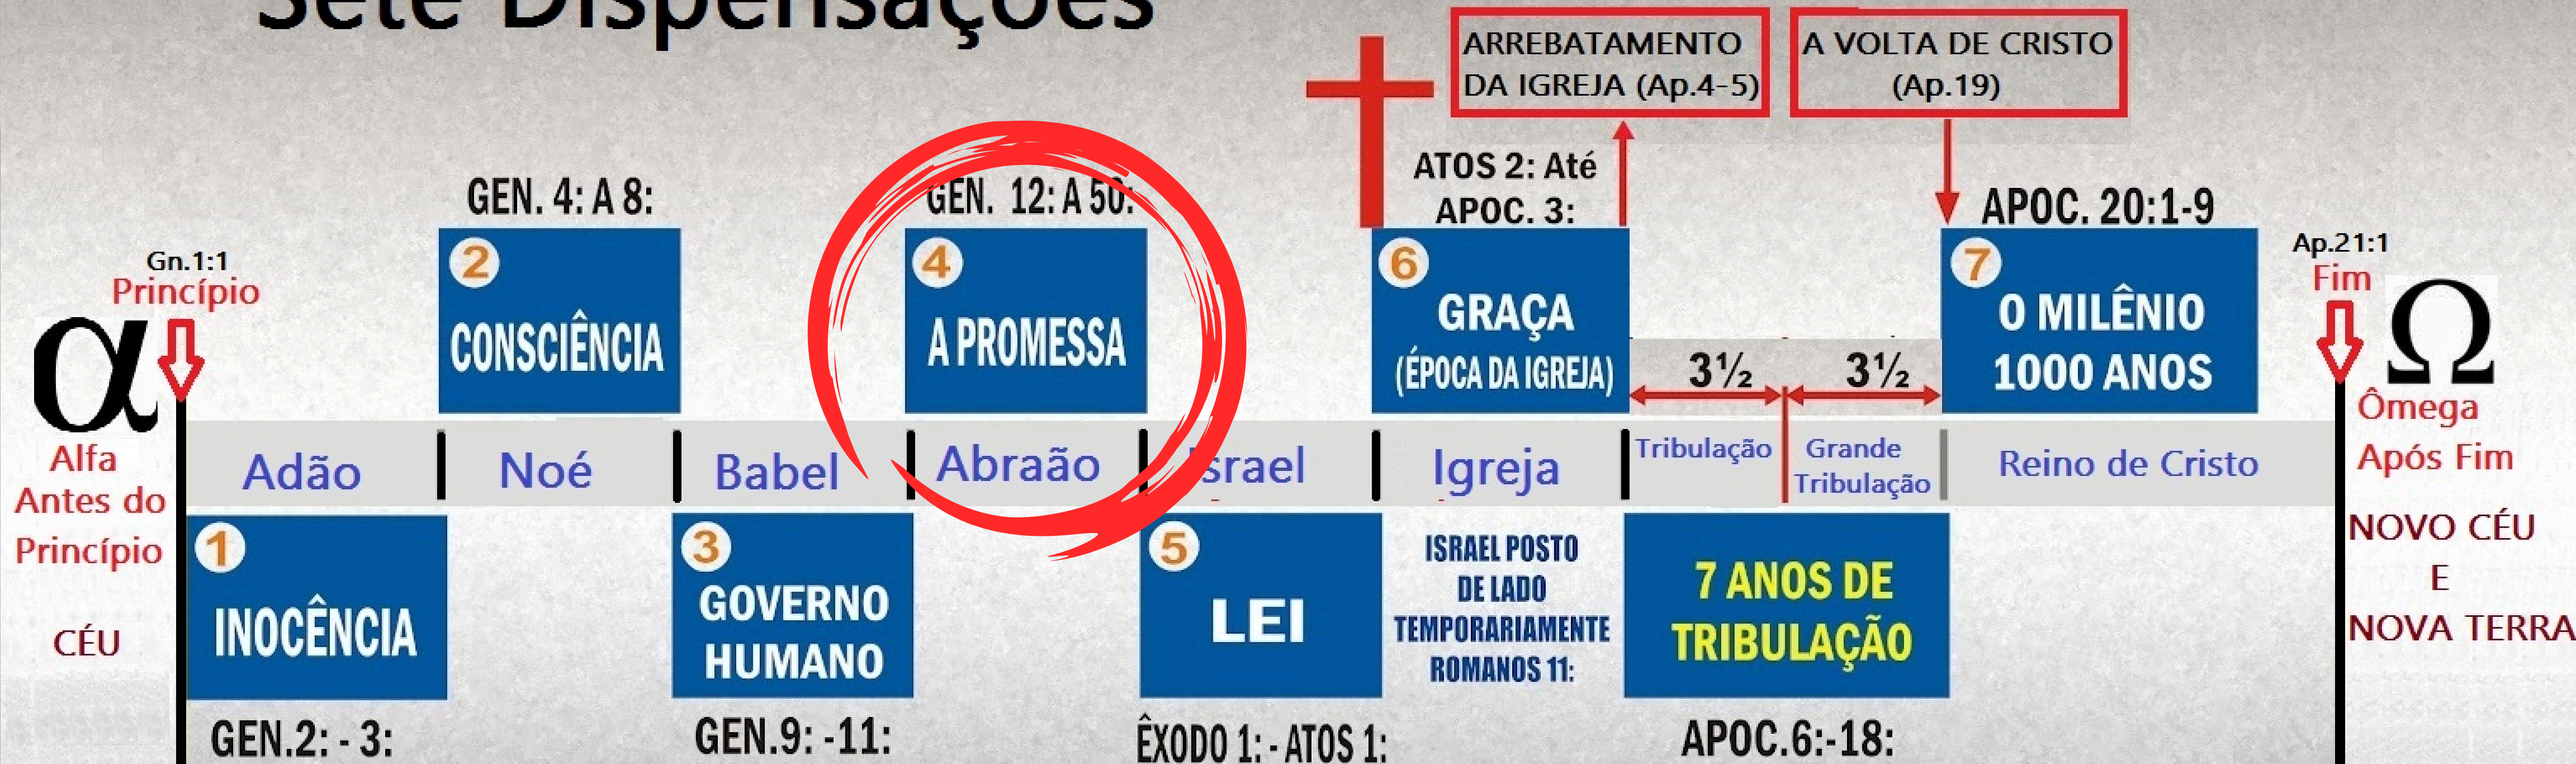 Sete Dispensações
ARREBATAMENTO
DA IGREJA (Ap.4-5)
A VOLTA DE CRISTO
(Ap.19)
GEN. 4: A 8:
GEN. 12: A 50:
ATOS 2: Até
APOC. 3:
APOC. 20:1-9
Gn.1:1
Princípio
α
Alfa
Antes do
Princípio
CÉU
2
CONSCIÊNCIA
4
A PROMESSA
6
GRAÇA
(ÉPOCA DA IGREJA)
3½
3½
7
O MILÊNIO
1000 ANOS
Ap.21:1
Fim
Ω
Ômega
Após Fim
NOVO CÉU
E
NOVA TERRA
Adão
Noé
Babel
Abraão
Israel
Igreja
Tribulação
Grande
Tribulação
Reino de Cristo
1
INOCÊNCIA
3
GOVERNO
HUMANO
5
LEI
ISRAEL POSTO
DE LADO
TEMPORARIAMENTE
ROMANOS 11:
7 ANOS DE
TRIBULAÇÃO
GEN.2: - 3:
GEN.9: -11:
ÊXODO 1: - ATOS 1:
APOC.6:-18: